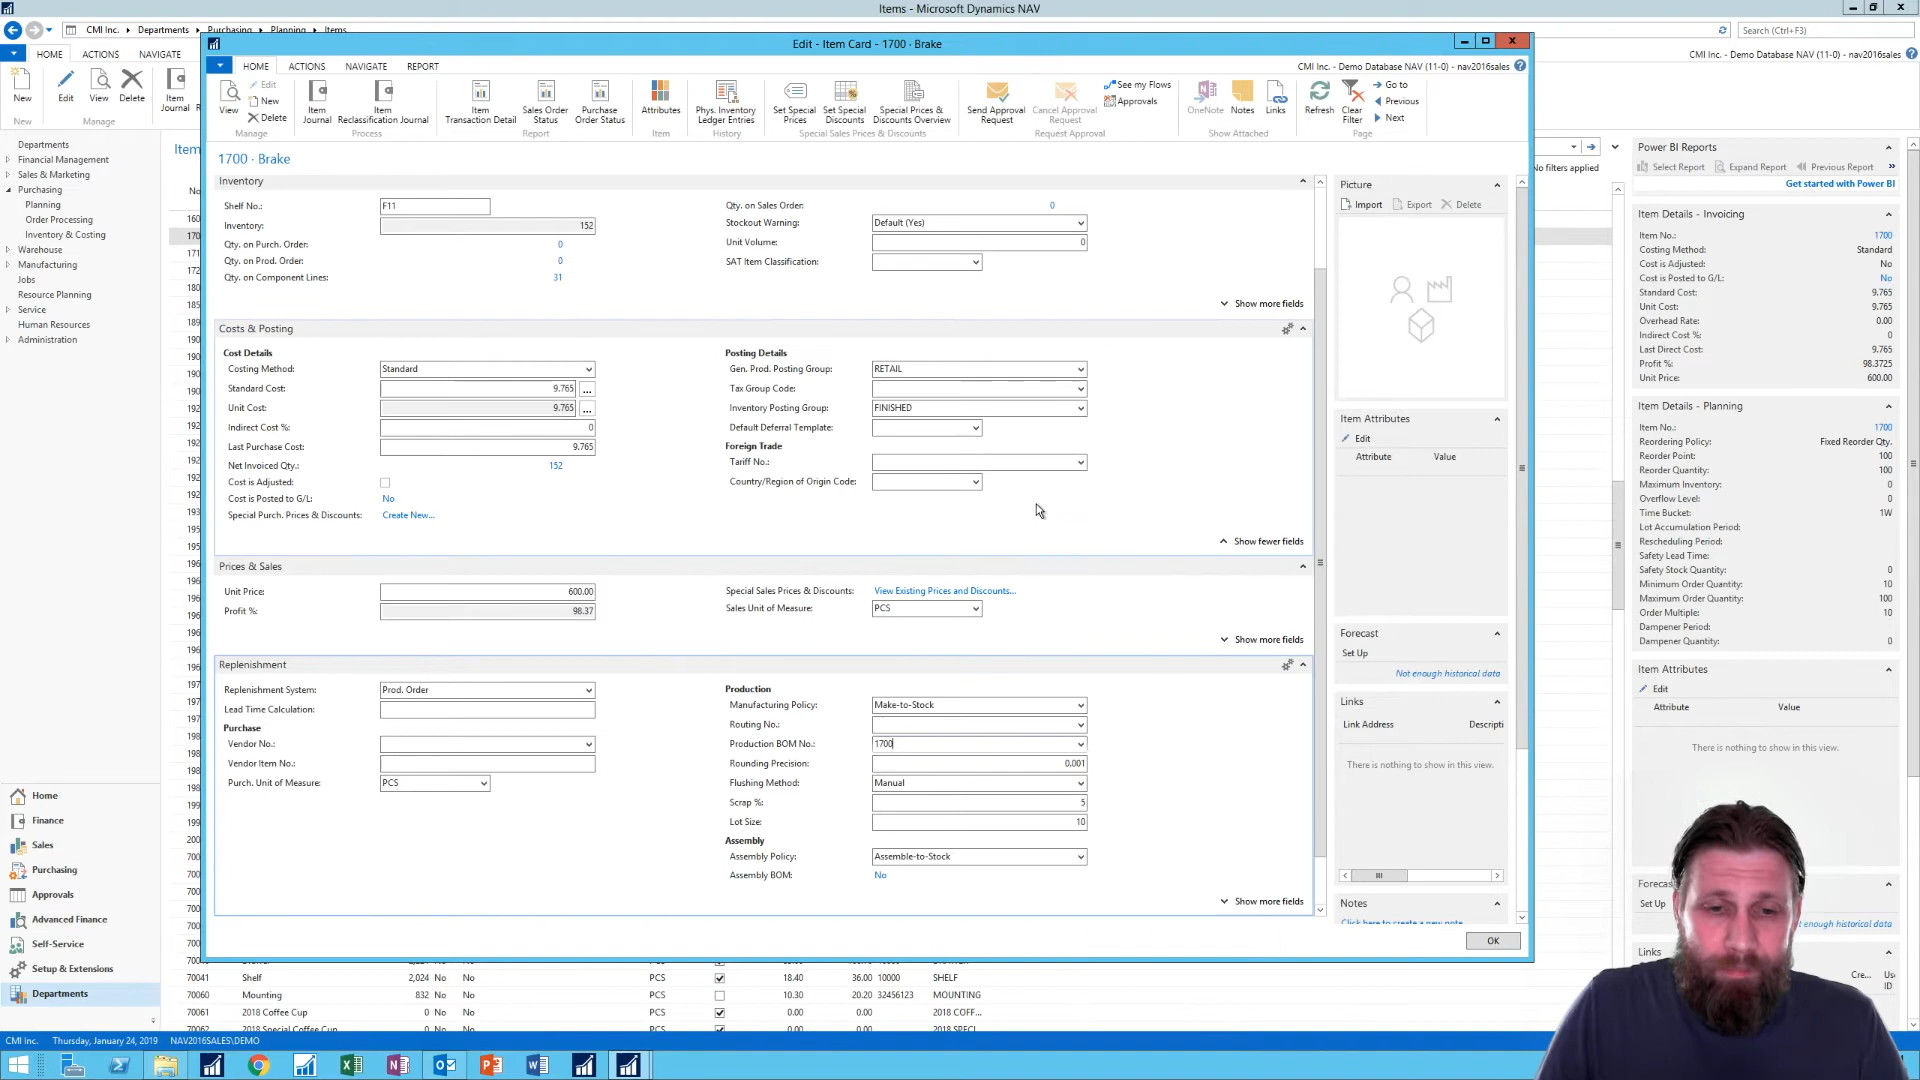 Items - Microsoft Dynamics NAV
CMI Inc. Departments Purchasing Planning Items
Search (Ctrl+F3)
HOME ACTIONS NAVIGATE
CMI Inc. - Demo Database NAV (11-0) - nav2016sales
New Edit View Delete Item Journal
New Manage
Departments
Financial Management
Sales & Marketing
Purchasing
Planning
Order Processing
Inventory & Costing
Warehouse
Manufacturing
Jobs
Resource Planning
Service
Human Resources
Administration
Home
Finance
Sales
Purchasing
Approvals
Advanced Finance
Self-Service
Setup & Extensions
Departments
Edit - Item Card - 1700 · Brake
HOME ACTIONS NAVIGATE REPORT
CMI Inc. - Demo Database NAV (11-0) - nav2016sales
View Edit New Delete
Manage
Item Journal
Item Reclassification Journal
Process
Item Transaction Detail
Sales Order Status
Purchase Order Status
Report
Attributes
Item
Phys. Inventory Ledger Entries
History
Set Special Prices
Set Special Discounts
Special Prices & Discounts Overview
Special Sales Prices & Discounts
Send Approval Request
Cancel Approval Request
See my Flows
Approvals
Request Approval
OneNote Notes Links
Show Attached
Refresh
Clear Filter
Go to
Previous
Next
Page
1700 · Brake
Inventory
Shelf No.: F11
Inventory: 152
Qty. on Purch. Order: 0
Qty. on Prod. Order: 0
Qty. on Component Lines: 31
Qty. on Sales Order: 0
Stockout Warning: Default (Yes)
Unit Volume: 0
SAT Item Classification:
Show more fields
Costs & Posting
Cost Details
Costing Method: Standard
Standard Cost: 9.765
Unit Cost: 9.765
Indirect Cost %: 0
Last Purchase Cost: 9.765
Net Invoiced Qty.: 152
Cost is Adjusted:
Cost is Posted to G/L: No
Special Purch. Prices & Discounts: Create New...
Posting Details
Gen. Prod. Posting Group: RETAIL
Tax Group Code:
Inventory Posting Group: FINISHED
Default Deferral Template:
Foreign Trade
Tariff No.:
Country/Region of Origin Code:
Show fewer fields
Prices & Sales
Unit Price: 600.00
Profit %: 98.37
Special Sales Prices & Discounts: View Existing Prices and Discounts...
Sales Unit of Measure: PCS
Show more fields
Replenishment
Replenishment System: Prod. Order
Lead Time Calculation:
Purchase
Vendor No.:
Vendor Item No.:
Purch. Unit of Measure: PCS
Production
Manufacturing Policy: Make-to-Stock
Routing No.:
Production BOM No.: 1700
Rounding Precision: 0.001
Flushing Method: Manual
Scrap %: 5
Lot Size: 10
Assembly
Assembly Policy: Assemble-to-Stock
Assembly BOM: No
Show more fields
Picture
Import Export Delete
Item Attributes
Edit
Attribute Value
Forecast
Set Up
Not enough historical data
Links
Link Address Descripti
There is nothing to show in this view.
Notes
Click here to create a new note
OK
70041 Shelf 2,024 No No PCS 18.40 36.00 10000 SHELF
70060 Mounting 832 No No PCS 10.30 20.20 32456123 MOUNTING
70061 2018 Coffee Cup 0 No No PCS 0.00 0.00 2018 COFF...
70062 2018 Special Coffee Cup 0 No No PCS 0.00 0.00 2018 SPECI...
Power BI Reports
Select Report Expand Report Previous Report
Get started with Power BI
Item Details - Invoicing
Item No.: 1700
Costing Method: Standard
Cost is Adjusted: No
Cost is Posted to G/L: No
Standard Cost: 9.765
Unit Cost: 9.765
Overhead Rate: 0.00
Indirect Cost %: 0
Last Direct Cost: 9.765
Profit %: 98.3725
Unit Price: 600.00
Item Details - Planning
Item No.: 1700
Reordering Policy: Fixed Reorder Qty.
Reorder Point: 100
Reorder Quantity: 100
Maximum Inventory: 0
Overflow Level: 0
Time Bucket: 1W
Lot Accumulation Period:
Rescheduling Period:
Safety Lead Time:
Safety Stock Quantity: 0
Minimum Order Quantity: 10
Maximum Order Quantity: 100
Order Multiple: 10
Dampener Period:
Dampener Quantity: 0
Item Attributes
Edit
Attribute Value
There is nothing to show in this view.
Set Up
enough historical data
Links
CMI Inc. Thursday, January 24, 2019 NAV2016SALES\DEMO